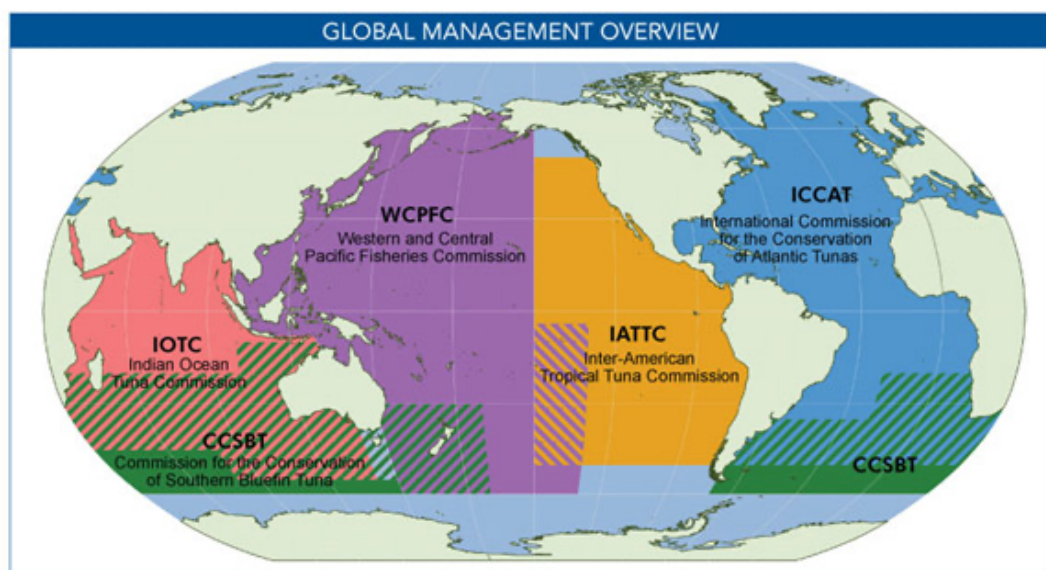 GLOBAL MANAGEMENT OVERVIEW
WCPFC
Western and Central
Pacific Fisheries Commission
ICCAT
International Commission
for the Conservation
of Atlantic Tunas
IOTC
Indian Ocean
Tuna Commission
IATTC
Inter-American
Tropical Tuna Commission
CCSBT
Commission for the Conservation
of Southern Bluefin Tuna
CCSBT